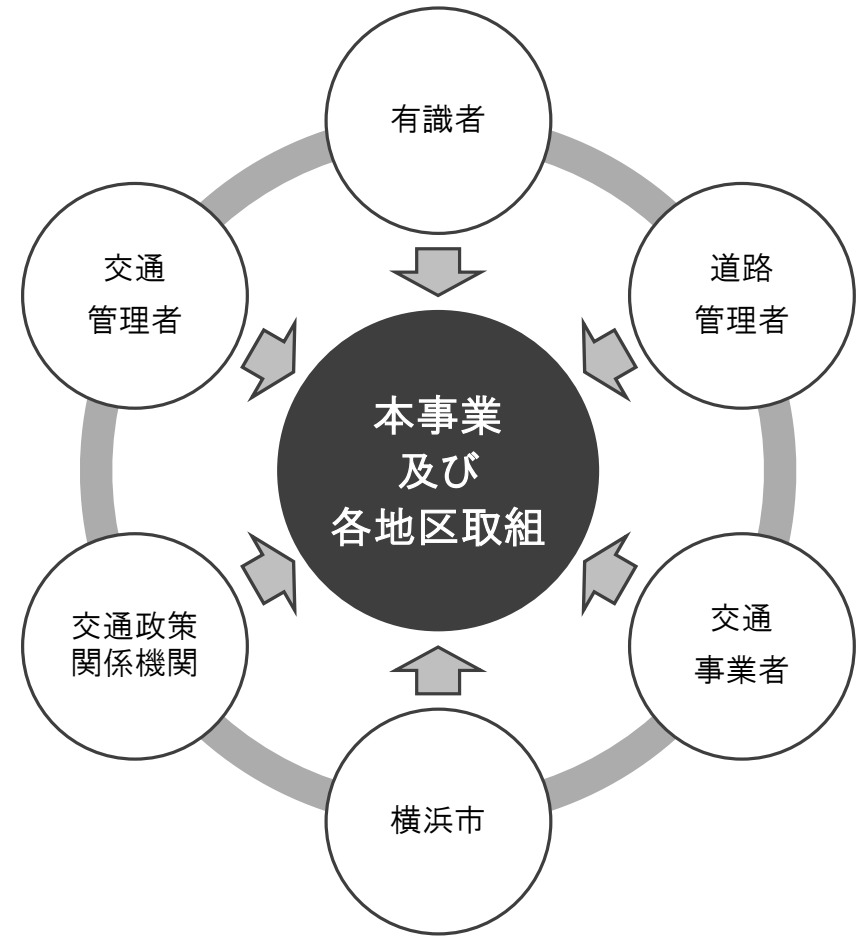 有識者
交通
管理者
道路
管理者
本事業
及び
各地区取組
交通政策
関係機関
交通
事業者
横浜市